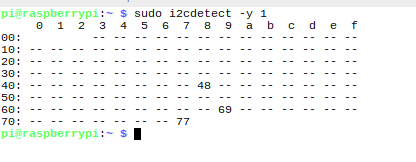 pi@raspberrypi:~ $ sudo i2cdetect -y 1
     0  1  2  3  4  5  6  7  8  9  a  b  c  d  e  f
00:          -- -- -- -- -- -- -- -- -- -- -- -- --
10: -- -- -- -- -- -- -- -- -- -- -- -- -- -- -- --
20: -- -- -- -- -- -- -- -- -- -- -- -- -- -- -- --
30: -- -- -- -- -- -- -- -- -- -- -- -- -- -- -- --
40: -- -- -- -- -- -- -- -- 48 -- -- -- -- -- -- --
50: -- -- -- -- -- -- -- -- -- -- -- -- -- -- -- --
60: -- -- -- -- -- -- -- -- -- 69 -- -- -- -- -- --
70: -- -- -- -- -- -- -- 77
pi@raspberrypi:~ $